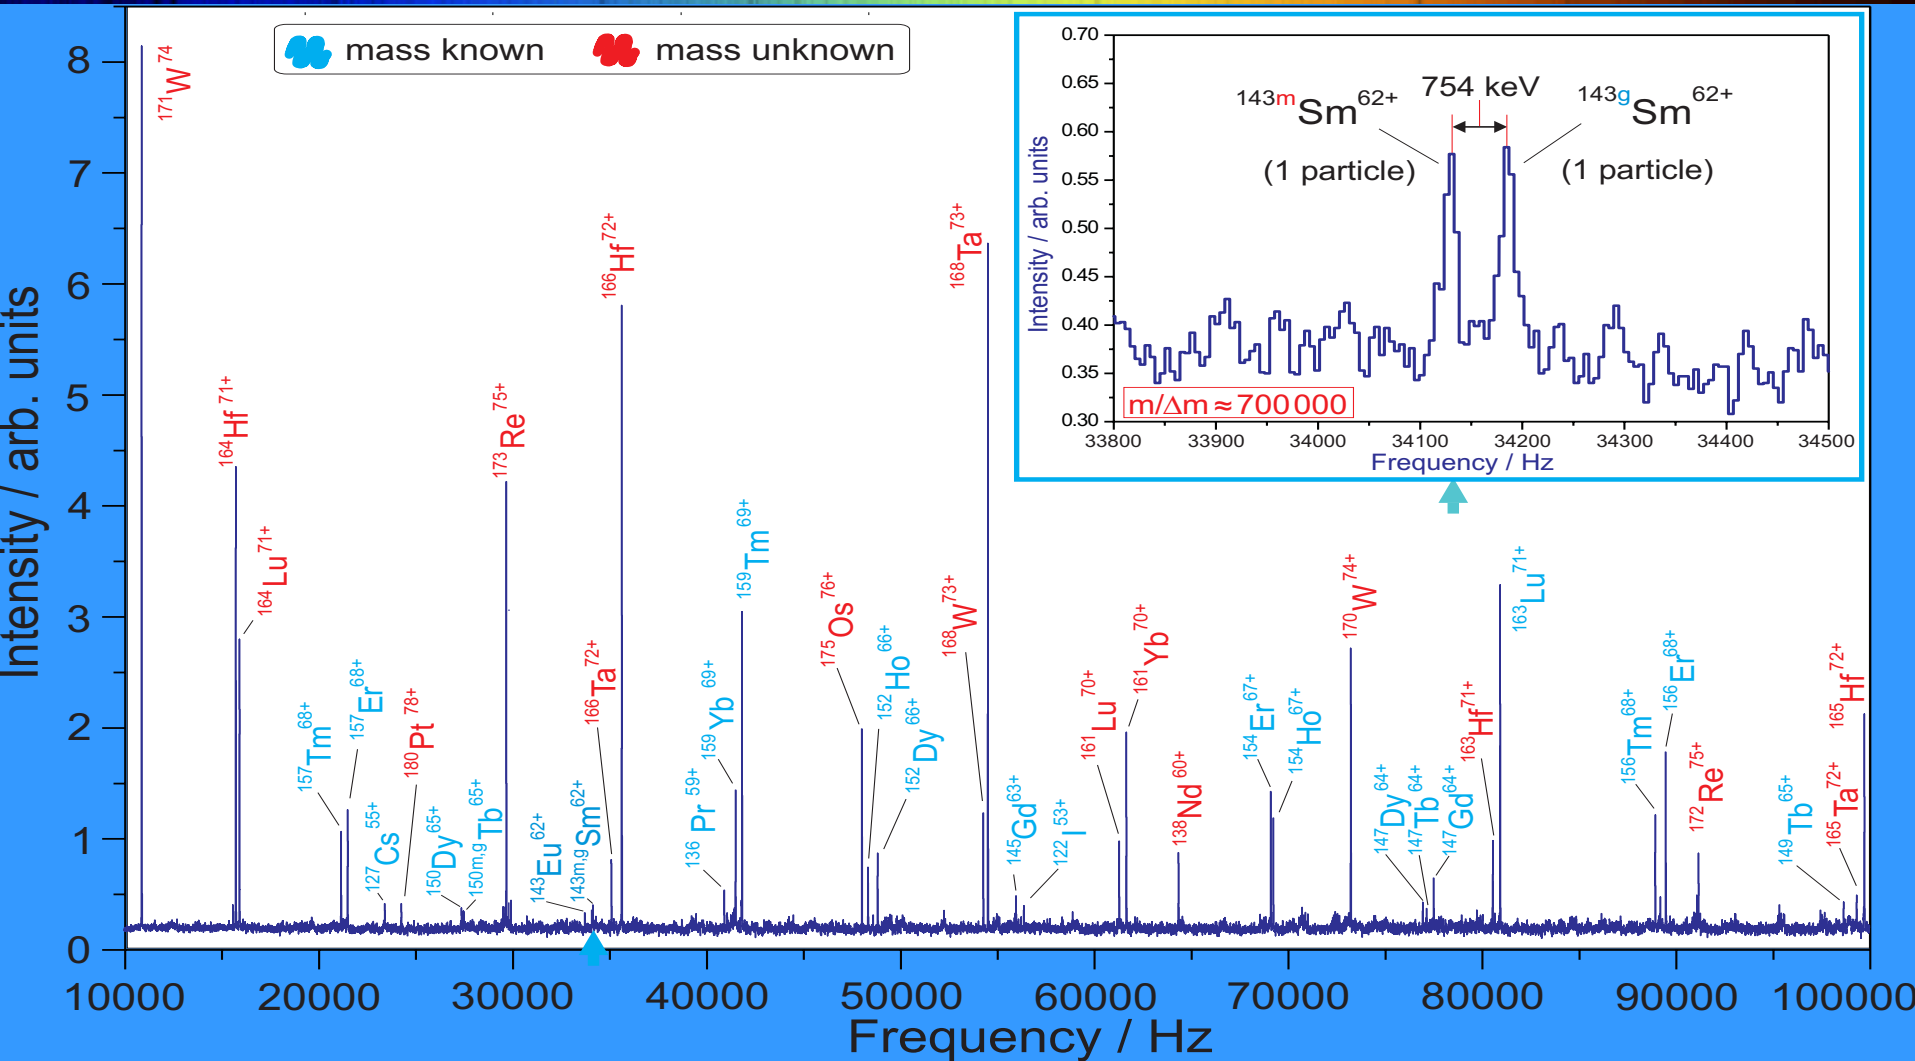 mass known
mass unknown
Intensity / arb. units
8
7
6
5
4
3
2
1
0
171W74
164Hf71+
164Lu71+
157Tm68+
157Er68+
127Cs55+
180Pt78+
150Dy65+
150m,gTb65+
173Re75+
143Eu62+
143m,gSm62+
166Ta72+
166Hf72+
136Pr59+
159Yb69+
159Tm69+
175Os76+
152Ho66+
152Dy66+
168W73+
168Ta73+
145Gd63+
122I53+
161Lu70+
161Yb70+
138Nd60+
154Er67+
154Ho67+
170W74+
147Dy64+
147Tb64+
147Gd64+
163Hf71+
163Lu71+
156Tm68+
156Er68+
172Re75+
149Tb65+
165Ta72+
165Hf72+
10000 20000 30000 40000 50000 60000 70000 80000 90000 100000
Frequency / Hz
Intensity / arb. units
0.70
0.65
0.60
0.55
0.50
0.45
0.40
0.35
0.30
143mSm62+
754 keV
143gSm62+
(1 particle)
(1 particle)
m/Δm ≈ 700 000
33800 33900 34000 34100 34200 34300 34400 34500
Frequency / Hz